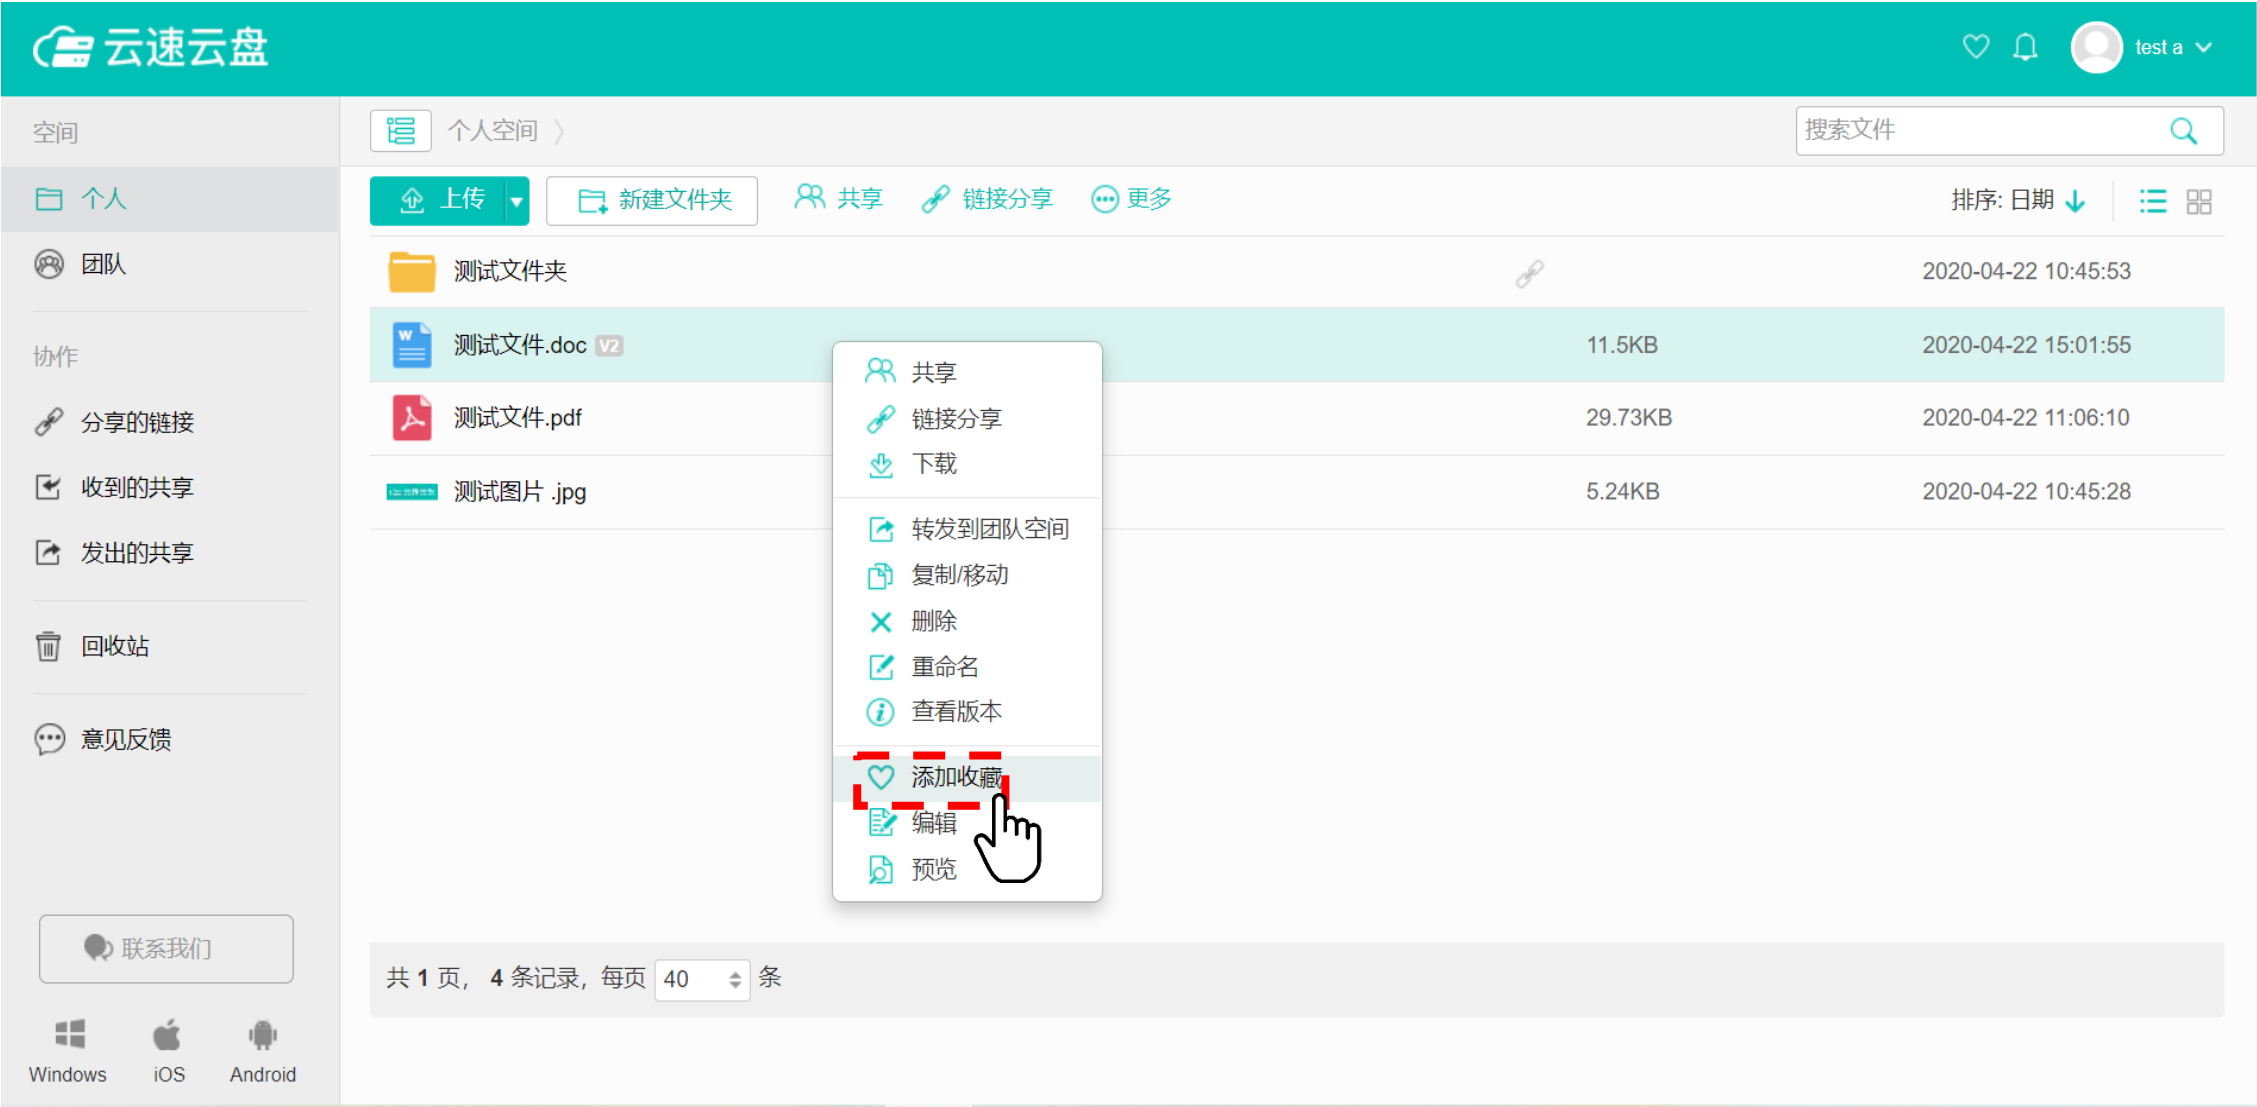 云速云盘
test a
空间
个人空间
搜索文件
个人
上传 新建文件夹 共享 链接分享 更多 排序: 日期
团队
测试文件夹 2020-04-22 10:45:53
测试文件.doc V2 11.5KB 2020-04-22 15:01:55
测试文件.pdf 29.73KB 2020-04-22 11:06:10
测试图片 .jpg 5.24KB 2020-04-22 10:45:28
协作
分享的链接
收到的共享
发出的共享
回收站
意见反馈
共享
链接分享
下载
转发到团队空间
复制/移动
删除
重命名
查看版本
添加收藏
编辑
预览
联系我们
共 1 页， 4 条记录，每页 40 条
Windows iOS Android